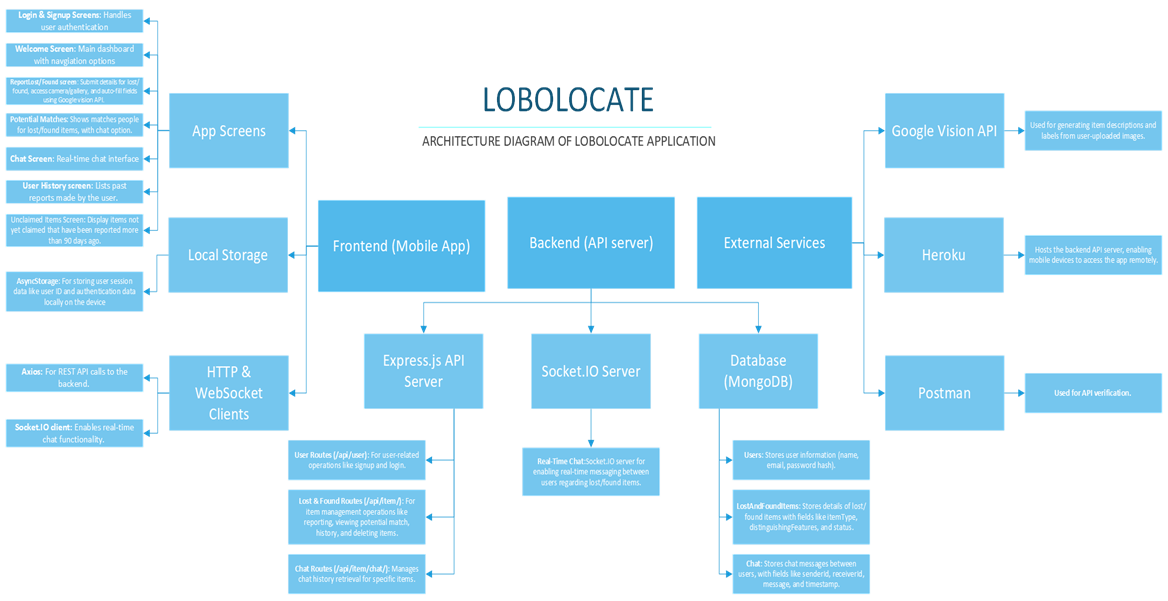 LOBOLOCATE
ARCHITECTURE DIAGRAM OF LOBOLOCATE APPLICATION
Login & Signup Screens: Handles
user authentication
Welcome Screen: Main dashboard
with navgiation options
ReportLost/Found screen: Submit details for lost/
found, access camera/gallery, and auto-fill fields
using Google vision API.
Potential Matches: Shows matches people
for lost/found items, with chat option.
Chat Screen: Real-time chat interface
User History screen: Lists past
reports made by the user.
Unclaimed Items Screen: Display items not
yet claimed that have been reported more
than 90 days ago.
App Screens
Local Storage
AsyncStorage: For storing user session
data like user ID and authentication data
locally on the device
HTTP &
WebSocket
Clients
Axios: For REST API calls to the
backend.
Socket.IO client: Enables real-time
chat functionality.
Frontend (Mobile App)
Backend (API server)
External Services
Express.js API
Server
Socket.IO Server
Database
(MongoDB)
User Routes (/api/user): For user-related
operations like signup and login.
Lost & Found Routes (/api/item/): For
item management operations like
reporting, viewing potential match,
history, and deleting items.
Chat Routes (/api/item/chat/): Manages
chat history retrieval for specific items.
Real-Time Chat:Socket.IO server for
enabling real-time messaging between
users regarding lost/found items.
Users: Stores user information (name,
email, password hash).
LostAndFoundItems: Stores details of lost/
found items with fields like itemType,
distinguishingFeatures, and status.
Chat: Stores chat messages between
users, with fields like senderid, receiverid,
message, and timestamp.
Google Vision API
Used for generating item descriptions and
labels from user-uploaded images.
Heroku
Hosts the backend API server, enabling
mobile devices to access the app remotely.
Postman
Used for API verification.